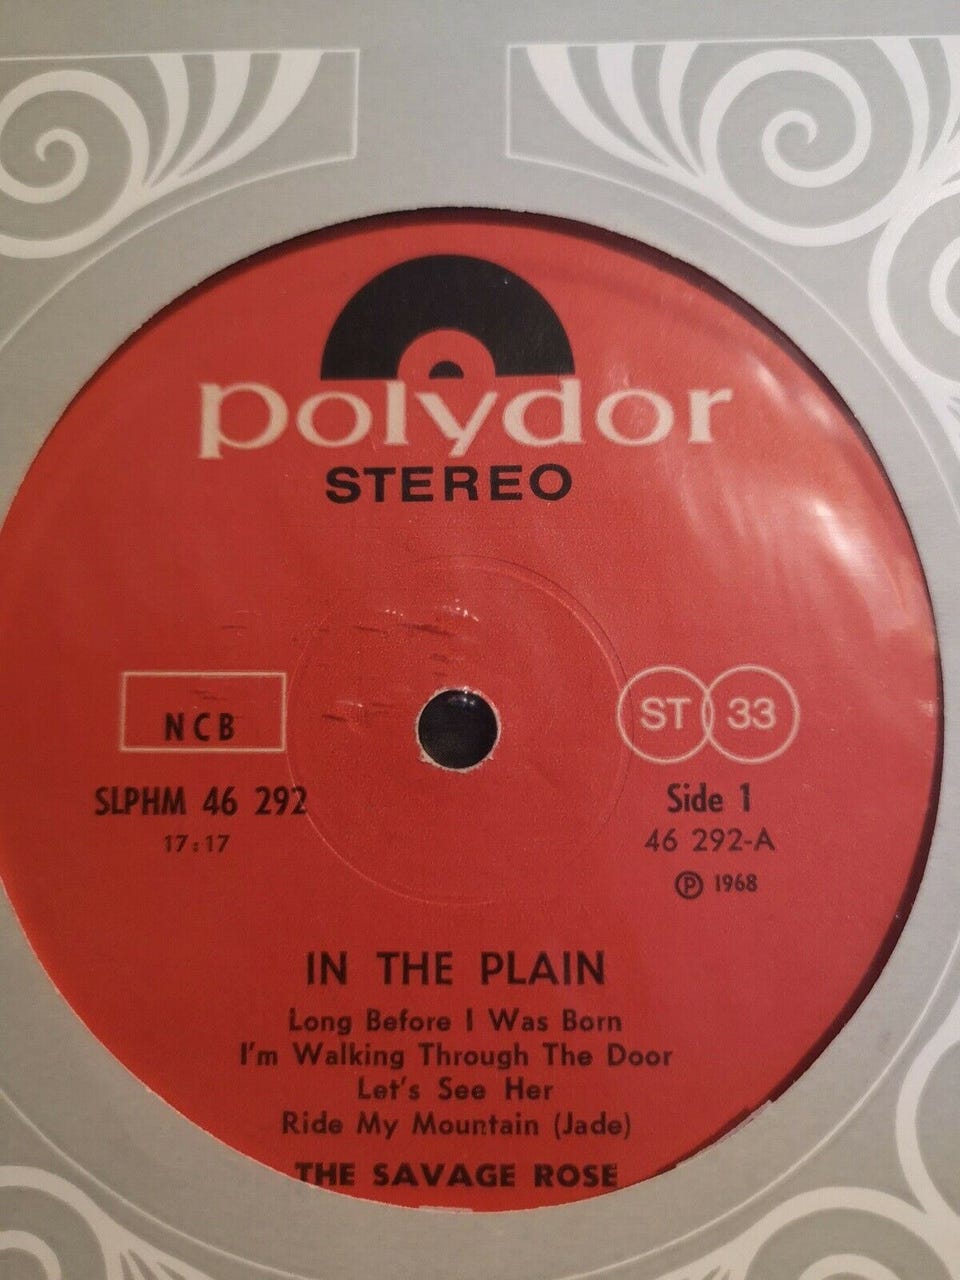 polydor
STEREO
NCB
ST 33
SLPHM 46 292
Side 1
17:17
46 292-A
℗ 1968
IN THE PLAIN
Long Before I Was Born
I'm Walking Through The Door
Let's See Her
Ride My Mountain (Jade)
THE SAVAGE ROSE